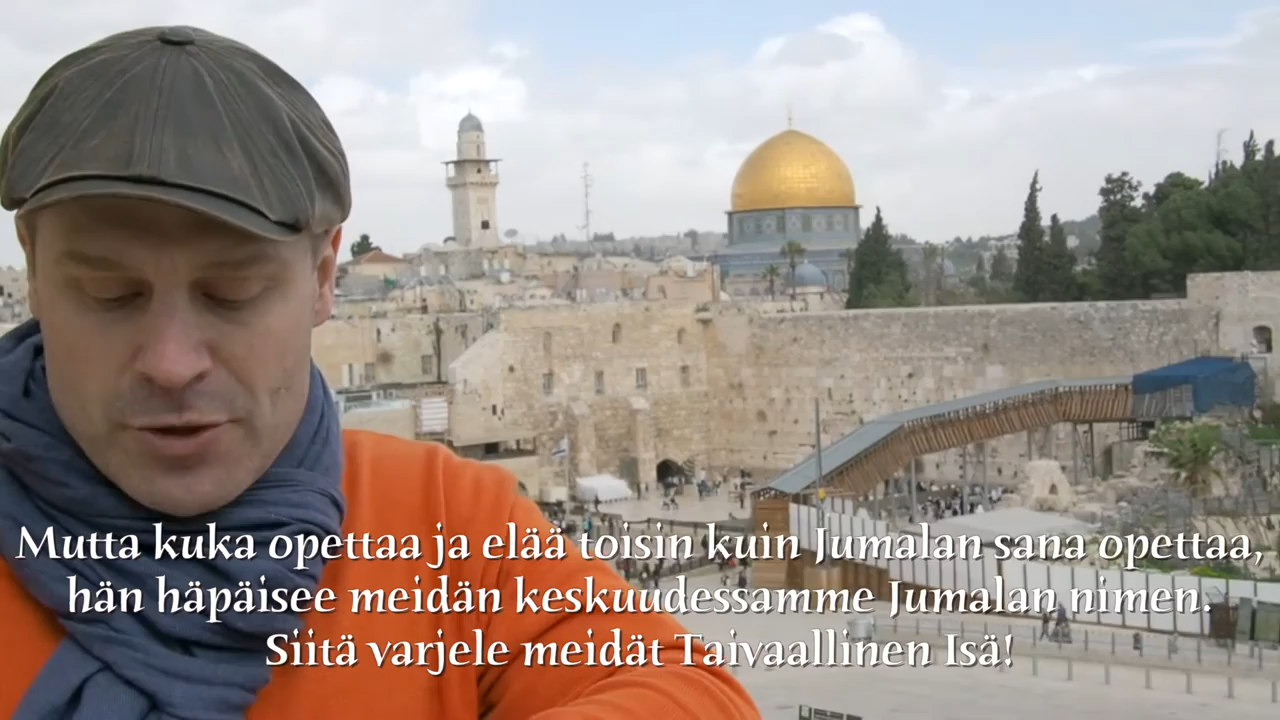 Mutta kuka opettaa ja elää toisin kuin Jumalan sana opettaa,
hän häpäisee meidän keskuudessamme Jumalan nimen.
Siitä varjele meidät Taivaallinen Isä!